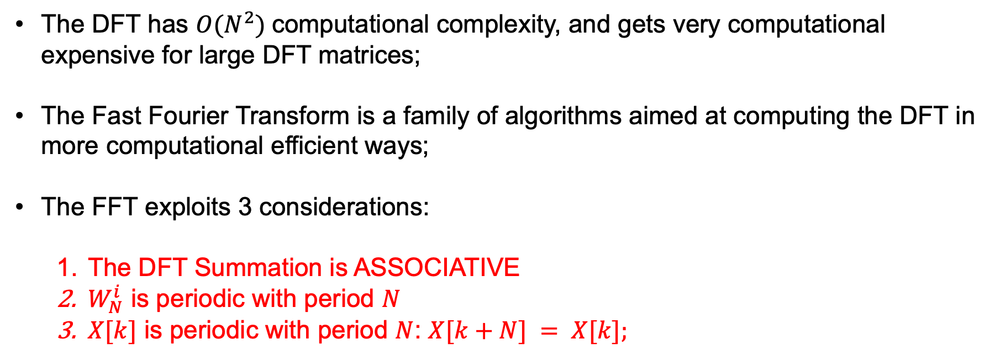 • The DFT has O(N²) computational complexity, and gets very computational
expensive for large DFT matrices;
• The Fast Fourier Transform is a family of algorithms aimed at computing the DFT in
more computational efficient ways;
• The FFT exploits 3 considerations:
1. The DFT Summation is ASSOCIATIVE
2. W_N^i is periodic with period N
3. X[k] is periodic with period N: X[k + N] = X[k];